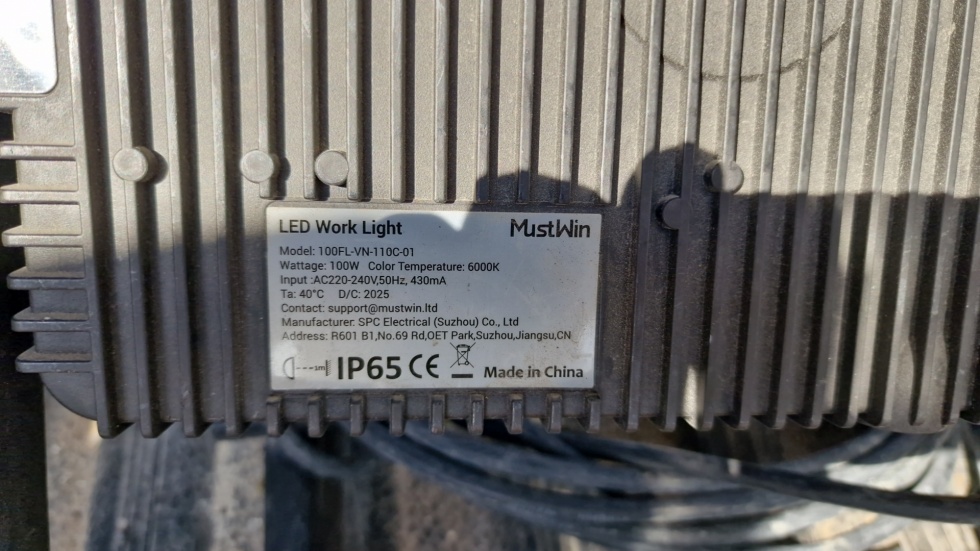 LED Work Light MustWin
Model: 100FL-VN-110C-01
Wattage: 100W Color Temperature: 6000K
Input :AC220-240V,50Hz, 430mA
Ta: 40°C D/C: 2025
Contact: support@mustwin.ltd
Manufacturer: SPC Electrical (Suzhou) Co., Ltd
Address: R601 B1,No.69 Rd,OET Park,Suzhou,Jiangsu,CN
5m IP65 CE Made in China